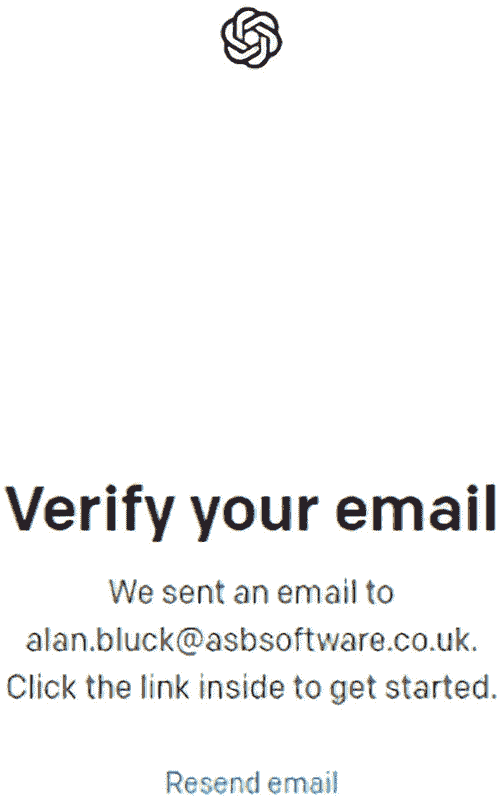 Verify your email
We sent an email to
alan.bluck@asbsoftware.co.uk.
Click the link inside to get started.
Resend email